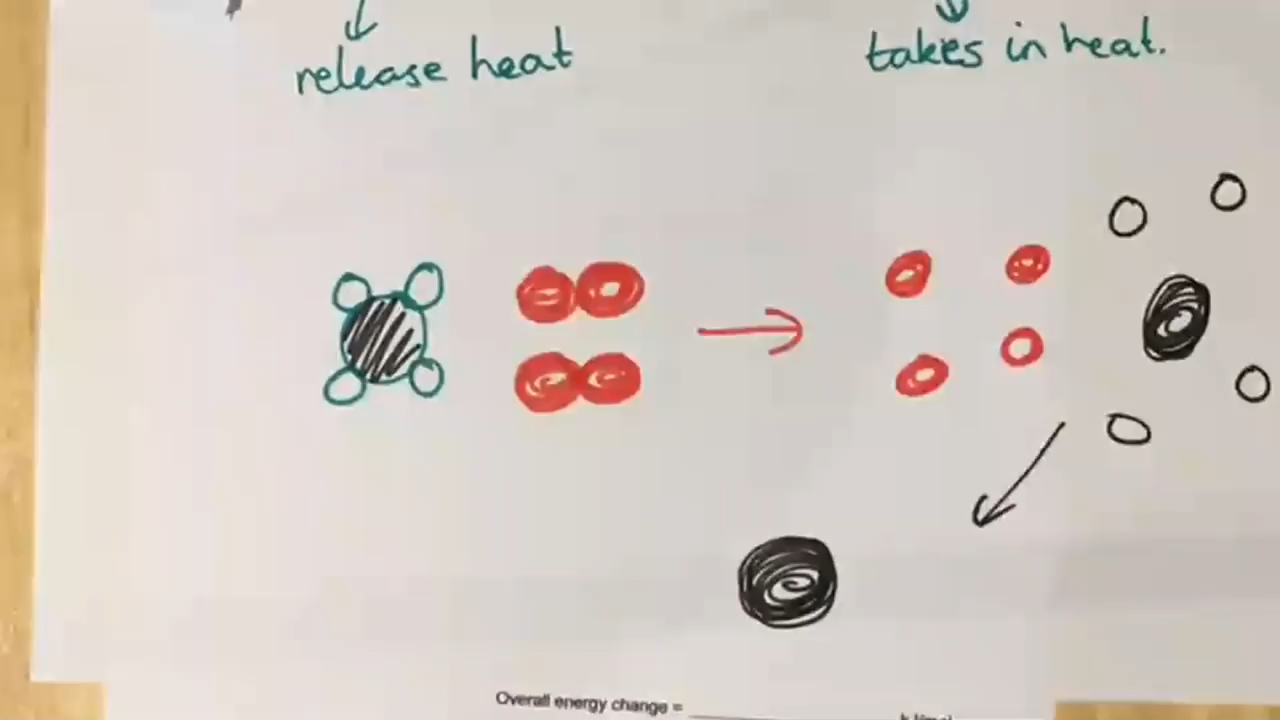 release heat
takes in heat.
Overall energy change =